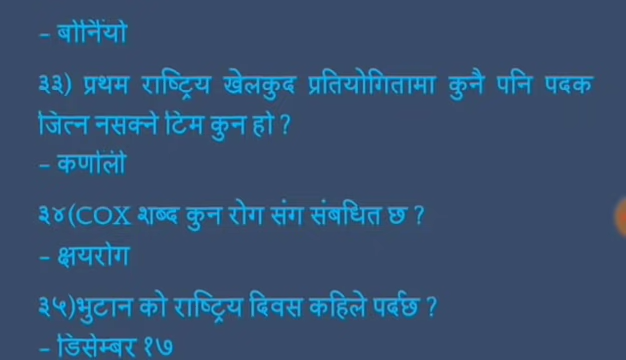 - बोर्नियो
३३) प्रथम राष्ट्रिय खेलकुद प्रतियोगितामा कुनै पनि पदक
जित्न नसक्ने टिम कुन हो ?
- कर्णाली
३४(COX शब्द कुन रोग संग संबधित छ ?
- क्षयरोग
३५)भुटान को राष्ट्रिय दिवस कहिले पर्दछ ?
- डिसेम्बर १७